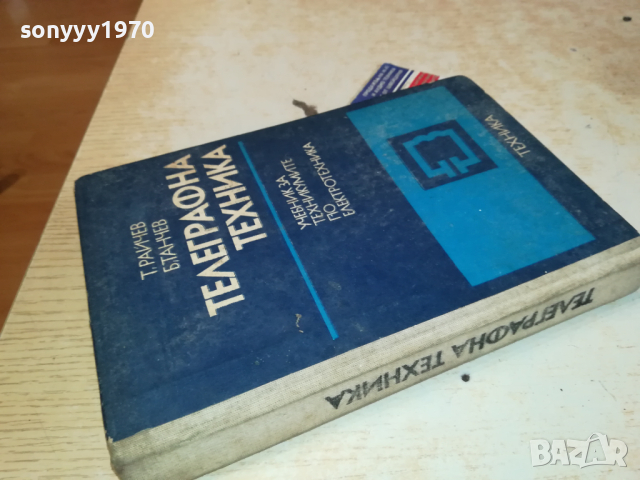 sonyyy1970
Т. РАЙЧЕВ
Б. ТАНЧЕВ
ТЕЛЕГРАФНА
ТЕХНИКА
УЧЕБНИК ЗА
ТЕХНИКУМИТЕ
ПО
ЕЛЕКТРОТЕХНИКА
ТЕХНИКА
ТЕЛЕГРАФНА ТЕХНИКА
bazar